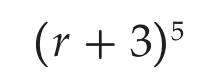 (r + 3)⁵